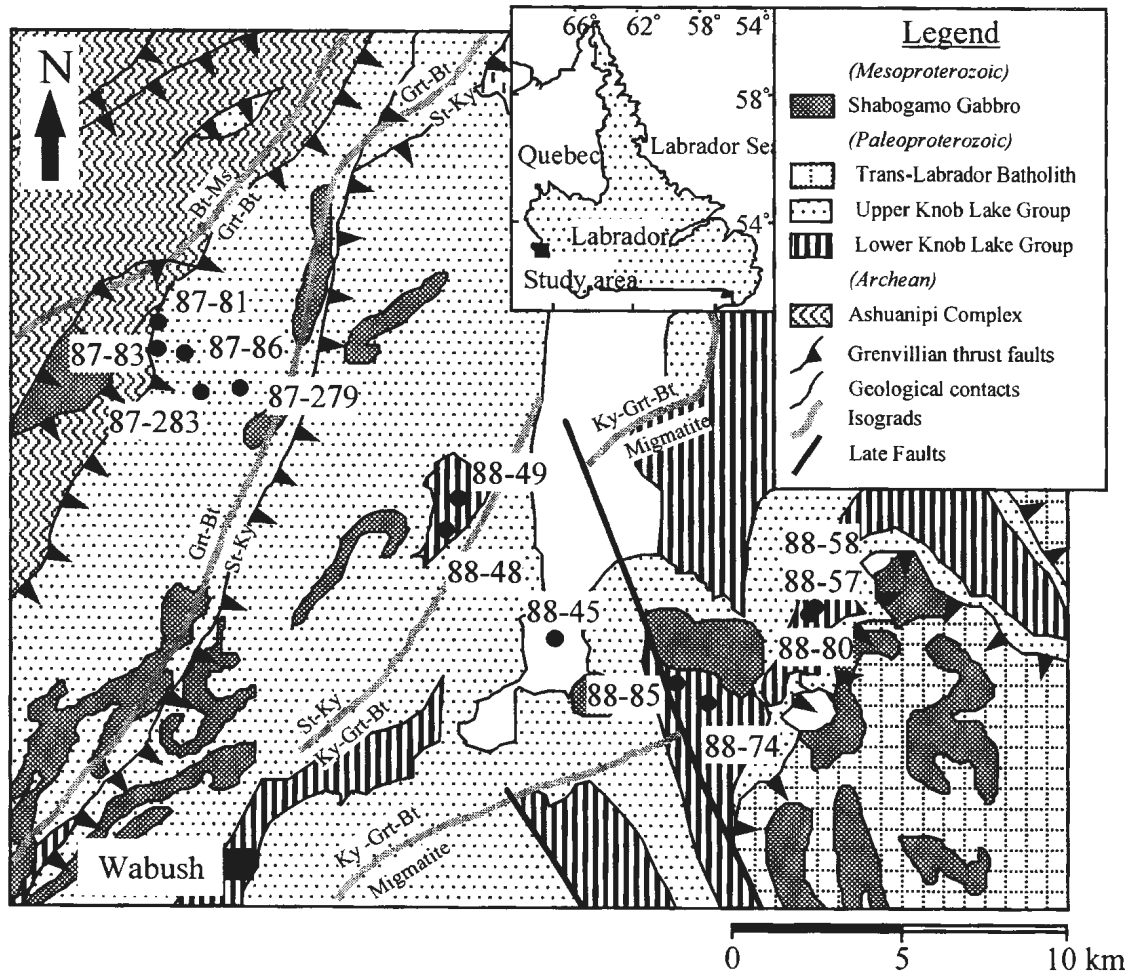 N
66° 62° 58° 54°
58°
54°
Quebec
Labrador Sea
Labrador
Study area
Legend
(Mesoproterozoic)
Shabogamo Gabbro
(Paleoproterozoic)
Trans-Labrador Batholith
Upper Knob Lake Group
Lower Knob Lake Group
(Archean)
Ashuanipi Complex
Grenvillian thrust faults
Geological contacts
Isograds
Late Faults
Grt-Bt
St-Ky
Bt-Ms
Grt-Bt
87-81
87-83
87-86
87-283
87-279
Ky-Grt-Bt
Migmatite
88-49
88-48
Grt-Bt
St-Ky
88-45
88-58
88-57
88-80
88-85
88-74
St-Ky
Ky-Grt-Bt
Ky-Grt-Bt
Migmatite
Wabush
0 5 10 km